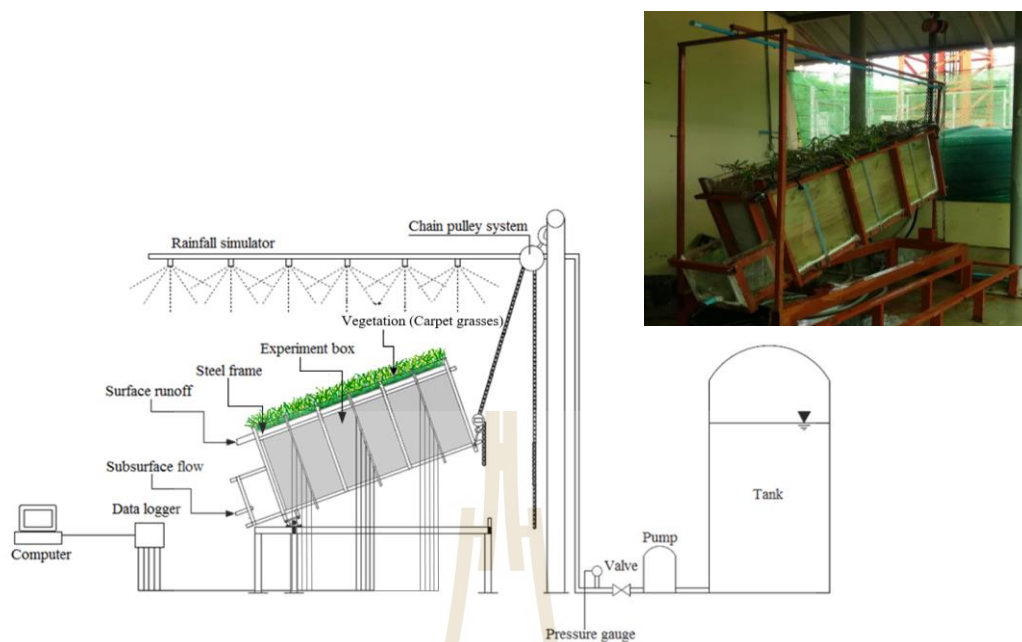 Chain pulley system
Rainfall simulator
Vegetation (Carpet grasses)
Experiment box
Steel frame
Surface runoff
Subsurface flow
Data logger
Computer
Tank
Pump
Valve
Pressure gauge